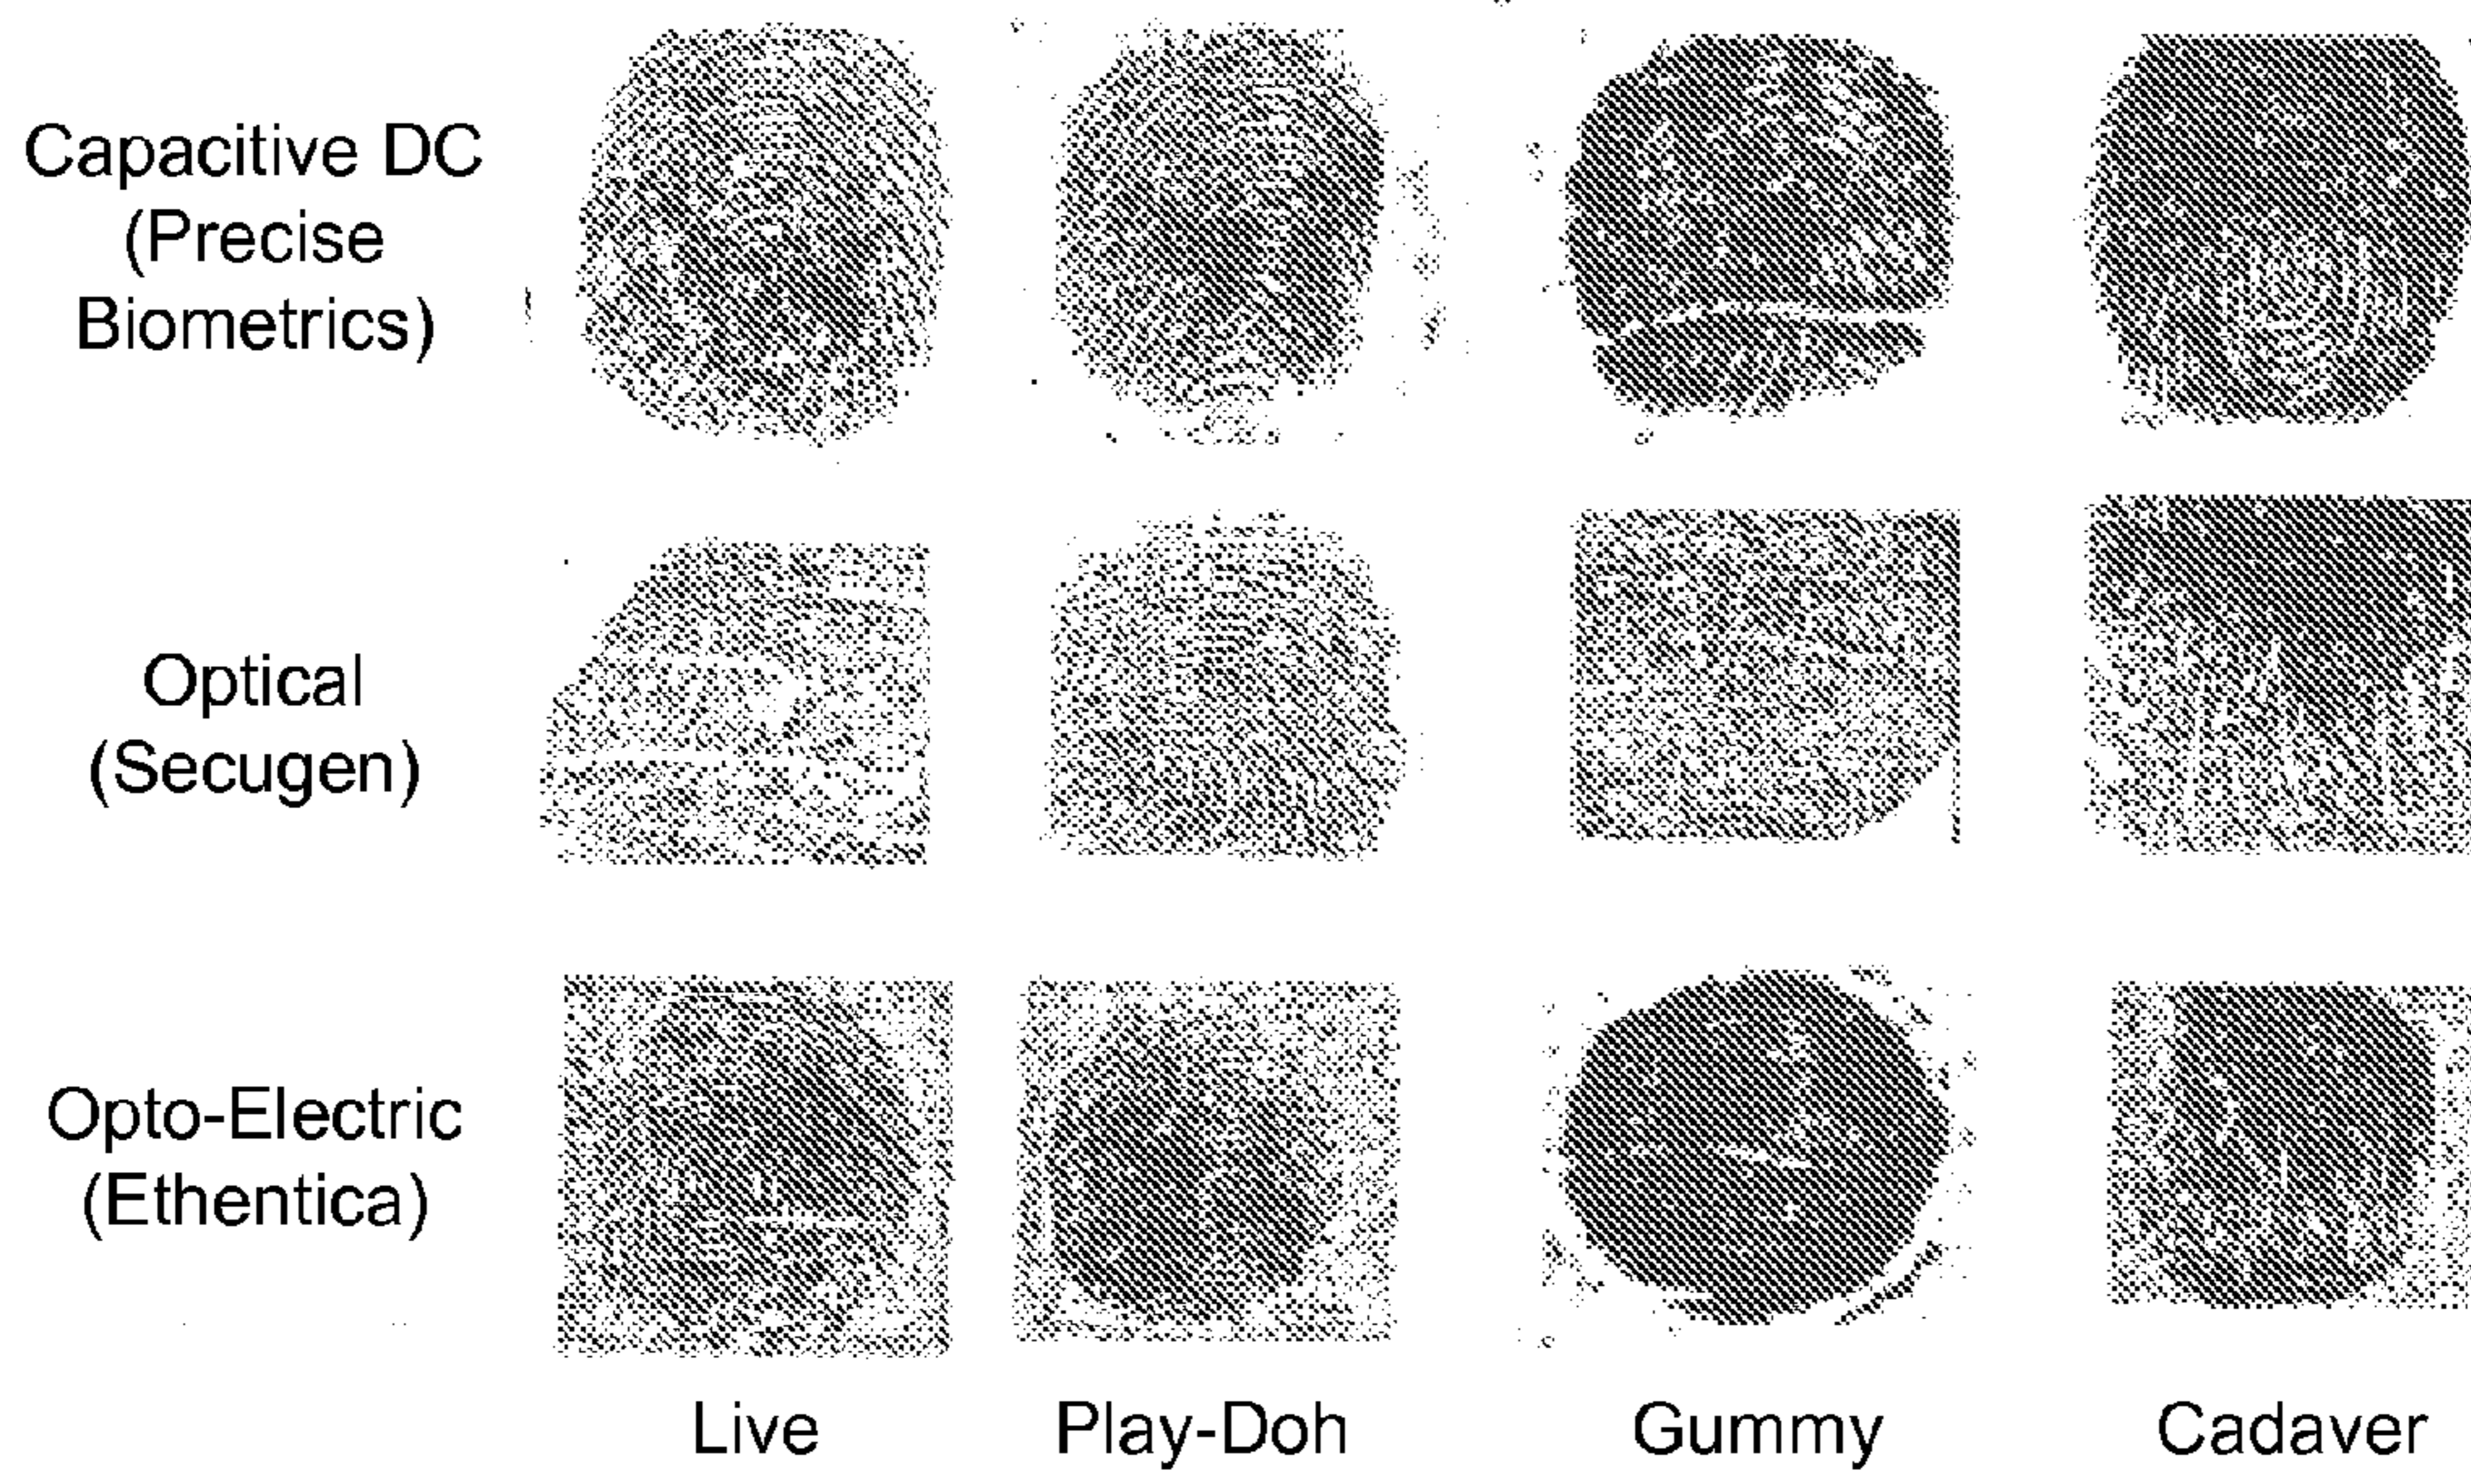 Capacitive DC
(Precise
Biometrics)
Optical
(Secugen)
Opto-Electric
(Ethentica)
Live
Play-Doh
Gummy
Cadaver